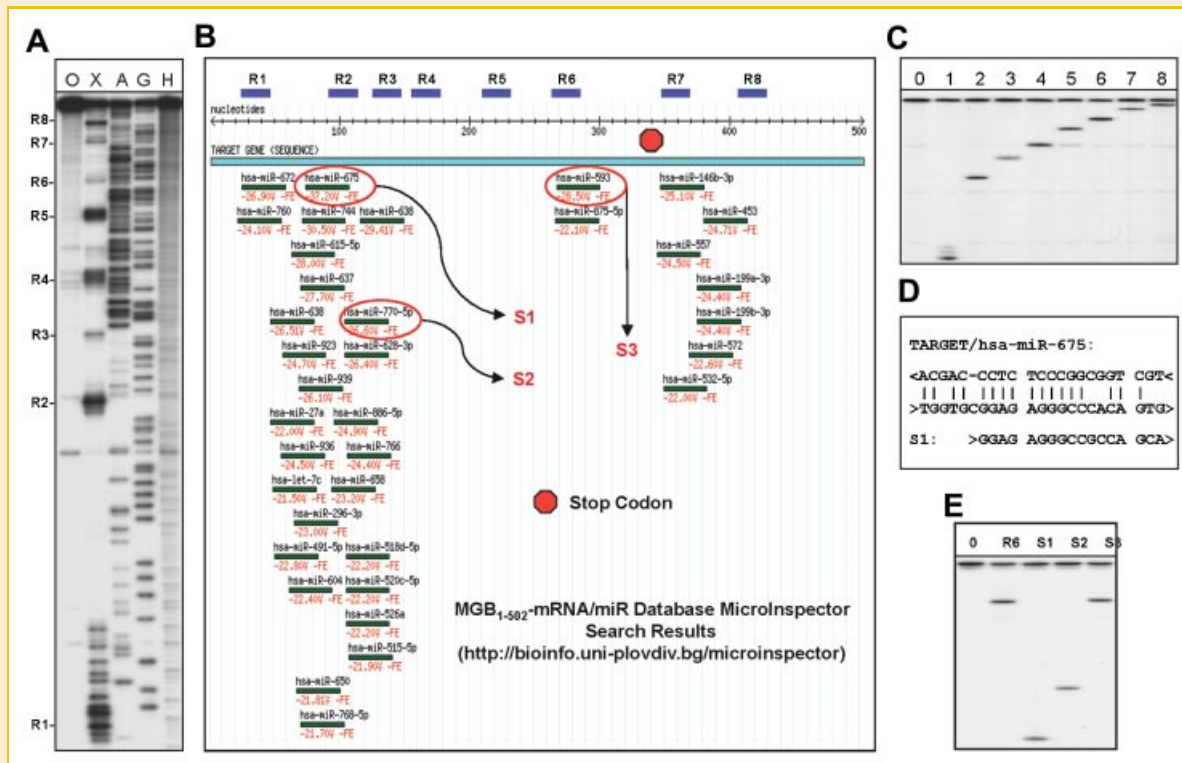 A
O X A G H
R8-
R7-
R6-
R5-
R4-
R3-
R2-
R1-
B
R1 R2 R3 R4 R5 R6 R7 R8
nucleotides
100 200 300 400 500
TARGET GENE (SEQUENCE)
hsa-miR-672 hsa-miR-675 hsa-miR-593 hsa-miR-146b-3p
-26.90V -FE -37.20V -FE -28.50V -FE -25.10V -FE
hsa-miR-760 hsa-miR-744 hsa-miR-638 hsa-miR-675-5p hsa-miR-453
-24.10V -FE -30.50V -FE -29.41V -FE -22.10V -FE -24.71V -FE
hsa-miR-615-5p hsa-miR-557
-28.00V -FE -24.50V -FE
hsa-miR-637 hsa-miR-199a-3p
-27.70V -FE -24.40V -FE
hsa-miR-638 hsa-miR-770-5p hsa-miR-199b-3p
-26.51V -FE -26.60V -FE -24.40V -FE
S1
S3
hsa-miR-923 hsa-miR-628-3p hsa-miR-572
-24.70V -FE -26.40V -FE -22.60V -FE
S2
hsa-miR-939 hsa-miR-532-5p
-26.10V -FE -22.00V -FE
hsa-miR-27a hsa-miR-886-5p
-22.00V -FE -24.90V -FE
hsa-miR-936 hsa-miR-766
-24.50V -FE -24.40V -FE
hsa-let-7c hsa-miR-658
-21.50V -FE -23.20V -FE
Stop Codon
hsa-miR-296-3p
-23.00V -FE
hsa-miR-491-5p hsa-miR-518d-5p
-22.80V -FE -22.20V -FE
hsa-miR-604 hsa-miR-520c-5p
-22.40V -FE -22.20V -FE
hsa-miR-526a
-22.20V -FE
hsa-miR-515-5p
-21.90V -FE
hsa-miR-650
-21.81V -FE
hsa-miR-768-5p
-21.70V -FE
MGB1-502-mRNA/miR Database MicroInspector
Search Results
(http://bioinfo.uni-plovdiv.bg/microinspector)
C
0 1 2 3 4 5 6 7 8
D
TARGET/hsa-miR-675:
<ACGAC-CCTC TCCCGGCGGT CGT<
>TGGTGCGGAG AGGGCCCACA GTG>
S1: >GGAG AGGGCCGCCA GCA>
E
0 R6 S1 S2 S3